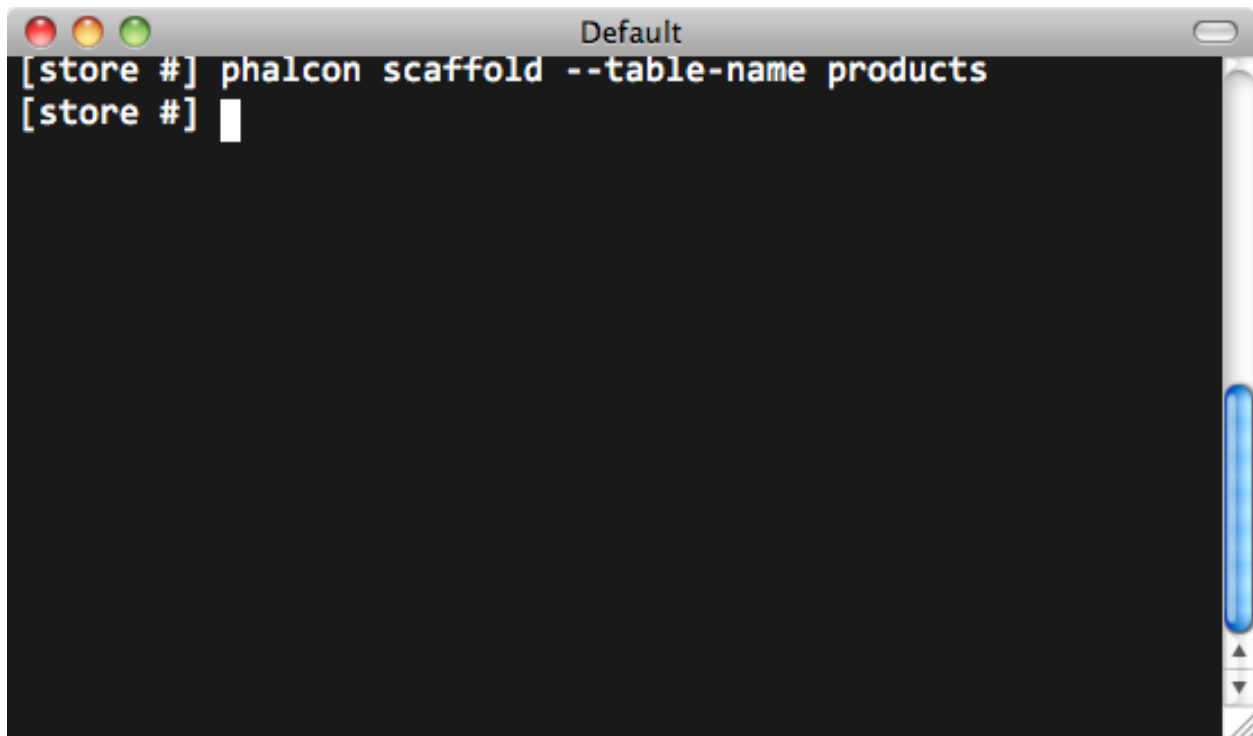 Default
[store #] phalcon scaffold --table-name products
[store #]